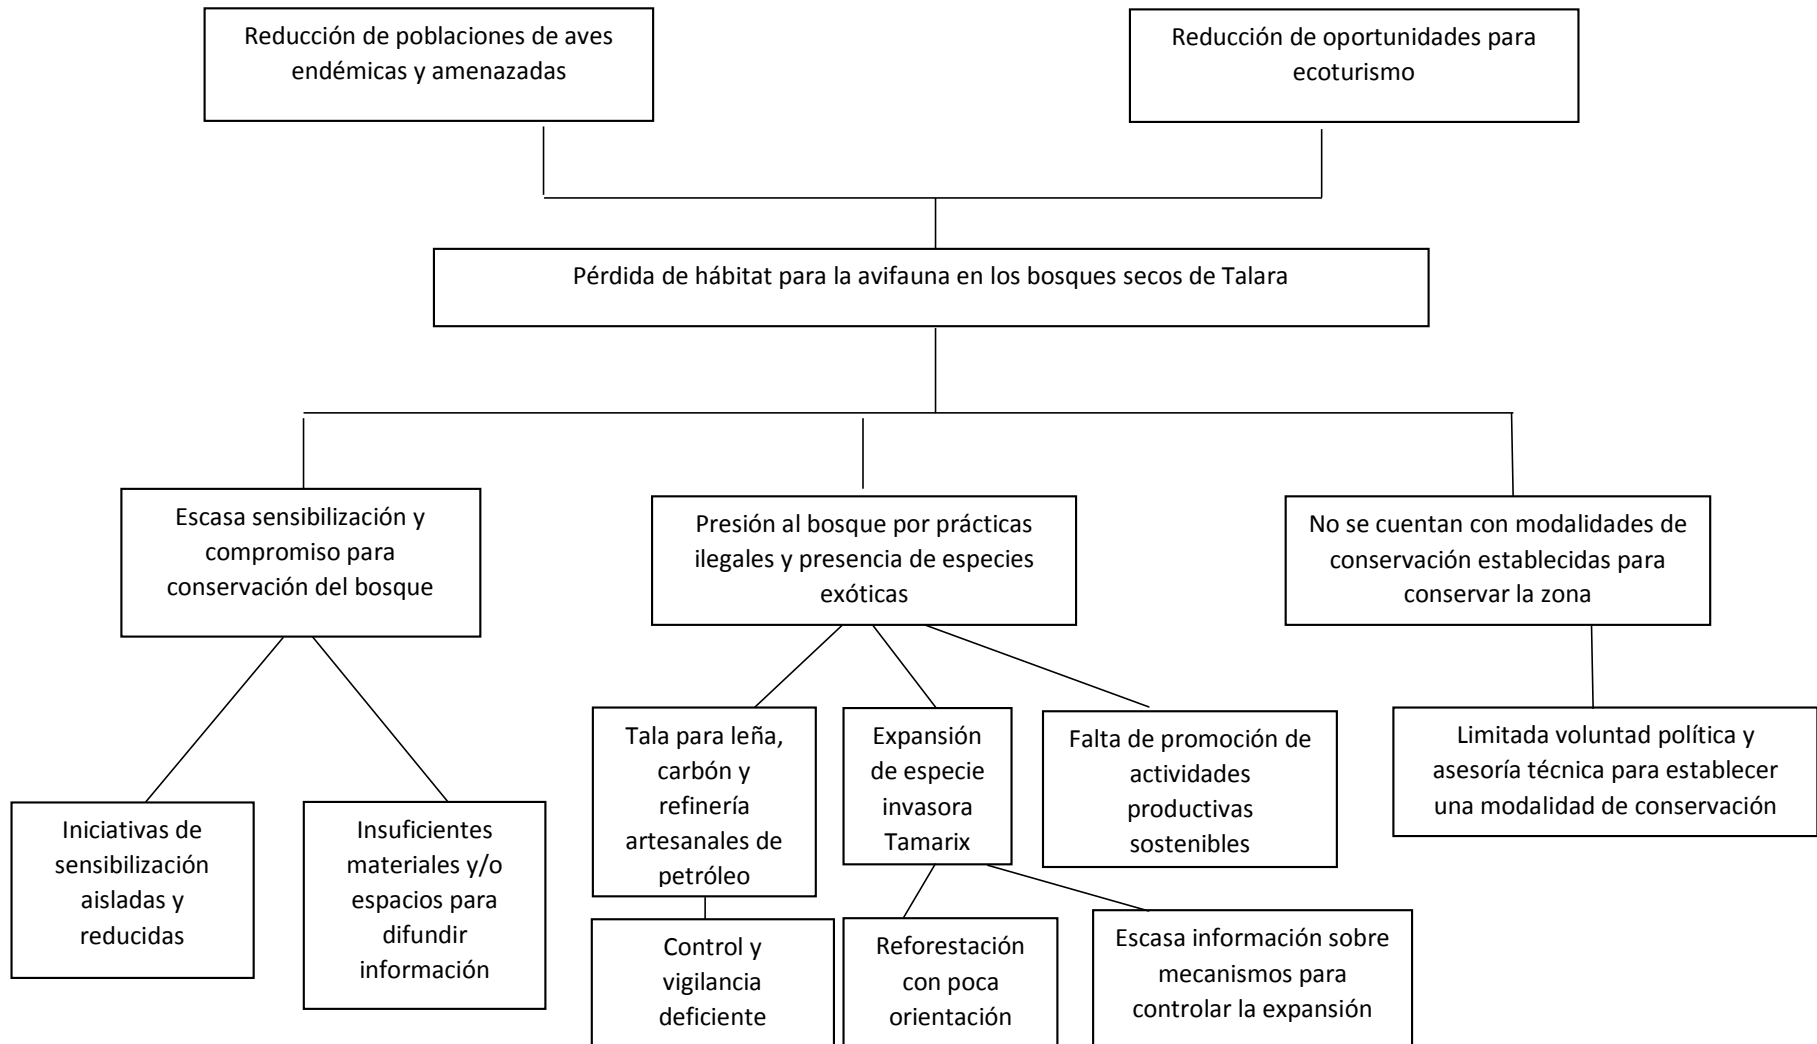 Reducción de poblaciones de aves
endémicas y amenazadas
Reducción de oportunidades para
ecoturismo
Pérdida de hábitat para la avifauna en los bosques secos de Talara
Escasa sensibilización y
compromiso para
conservación del bosque
Presión al bosque por prácticas
ilegales y presencia de especies
exóticas
No se cuentan con modalidades de
conservación establecidas para
conservar la zona
Iniciativas de
sensibilización
aisladas y
reducidas
Insuficientes
materiales y/o
espacios para
difundir
información
Tala para leña,
carbón y
refinería
artesanales de
petróleo
Expansión
de especie
invasora
Tamarix
Falta de promoción de
actividades
productivas
sostenibles
Limitada voluntad política y
asesoría técnica para establecer
una modalidad de conservación
Control y
vigilancia
deficiente
Reforestación
con poca
orientación
Escasa información sobre
mecanismos para
controlar la expansión